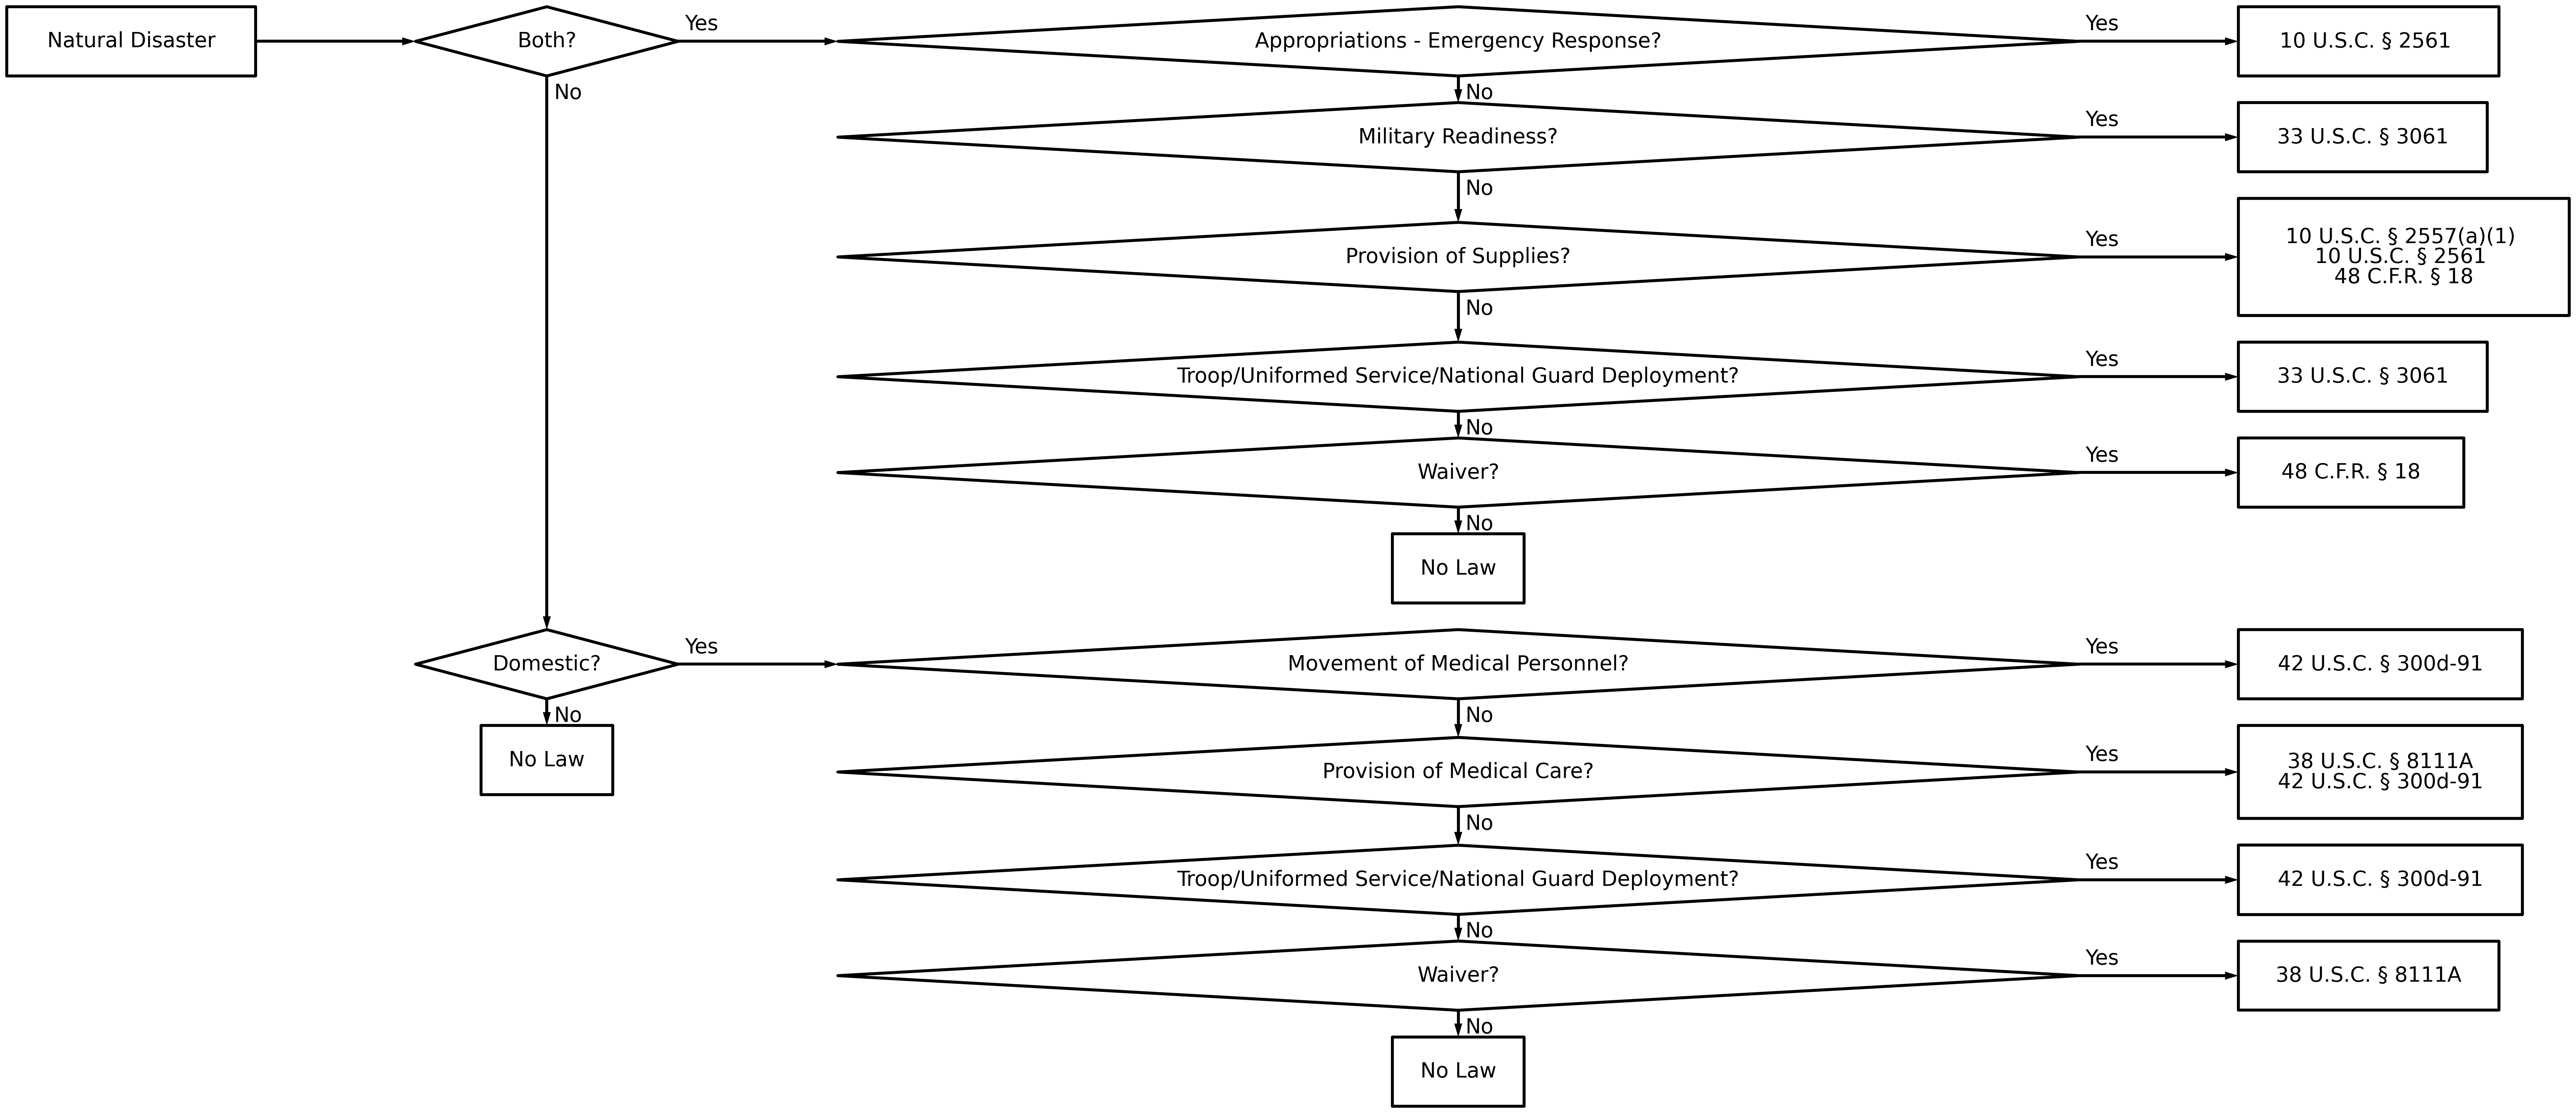 Natural Disaster
Both?
Yes
Appropriations - Emergency Response?
Yes
10 U.S.C. § 2561
No
No
Military Readiness?
Yes
33 U.S.C. § 3061
No
Provision of Supplies?
Yes
10 U.S.C. § 2557(a)(1)
10 U.S.C. § 2561
48 C.F.R. § 18
No
Troop/Uniformed Service/National Guard Deployment?
Yes
33 U.S.C. § 3061
No
Waiver?
Yes
48 C.F.R. § 18
No
No Law
Domestic?
Yes
Movement of Medical Personnel?
Yes
42 U.S.C. § 300d-91
No
No
No Law
Provision of Medical Care?
Yes
38 U.S.C. § 8111A
42 U.S.C. § 300d-91
No
Troop/Uniformed Service/National Guard Deployment?
Yes
42 U.S.C. § 300d-91
No
Waiver?
Yes
38 U.S.C. § 8111A
No
No Law